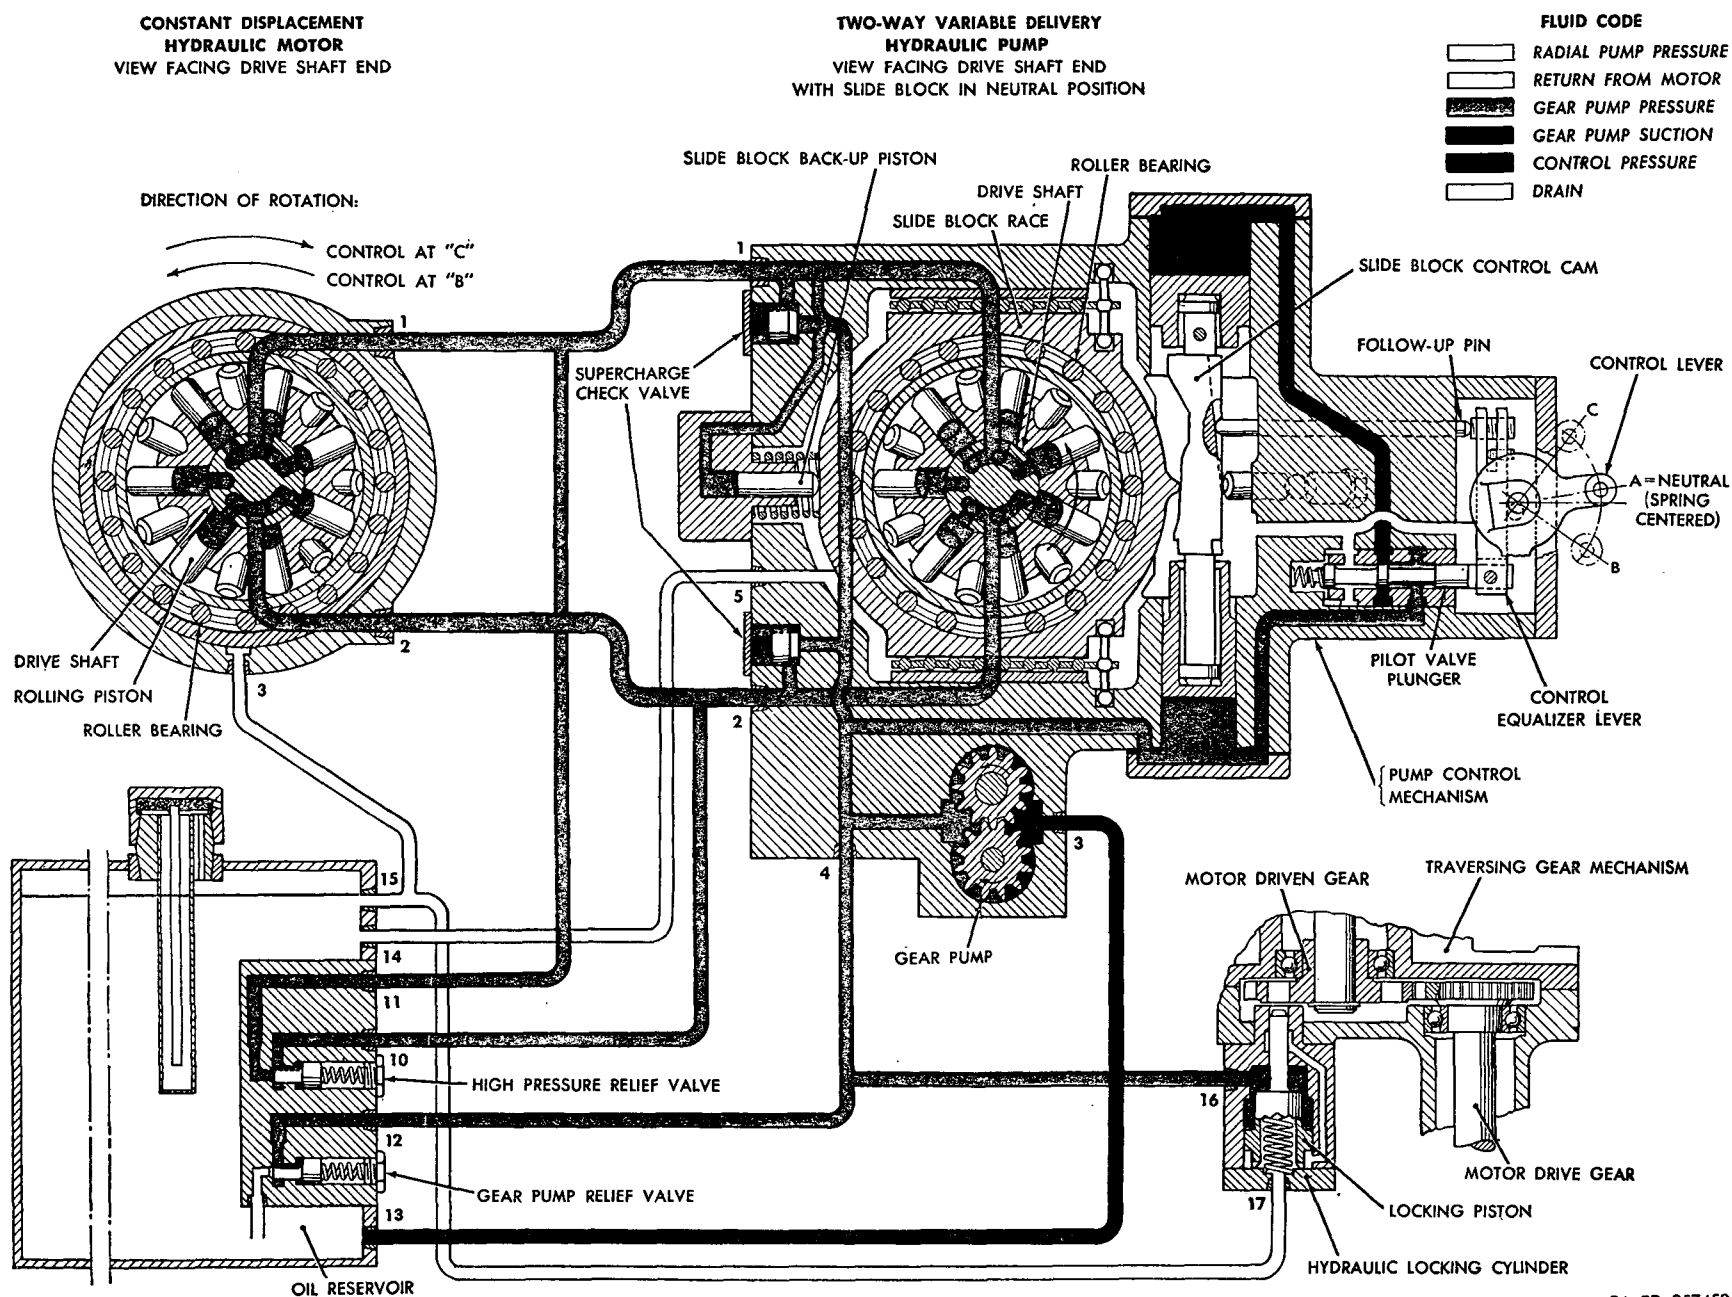 CONSTANT DISPLACEMENT
HYDRAULIC MOTOR
VIEW FACING DRIVE SHAFT END
TWO-WAY VARIABLE DELIVERY
HYDRAULIC PUMP
VIEW FACING DRIVE SHAFT END
WITH SLIDE BLOCK IN NEUTRAL POSITION
FLUID CODE
RADIAL PUMP PRESSURE
RETURN FROM MOTOR
GEAR PUMP PRESSURE
GEAR PUMP SUCTION
CONTROL PRESSURE
DRAIN
SLIDE BLOCK BACK-UP PISTON
ROLLER BEARING
DRIVE SHAFT
SLIDE BLOCK RACE
DIRECTION OF ROTATION:
CONTROL AT "C"
CONTROL AT "B"
1
1
SLIDE BLOCK CONTROL CAM
FOLLOW-UP PIN
CONTROL LEVER
SUPERCHARGE
CHECK VALVE
C
A=NEUTRAL
(SPRING
CENTERED)
B
5
2
2
3
DRIVE SHAFT
ROLLING PISTON
ROLLER BEARING
PILOT VALVE
PLUNGER
CONTROL
EQUALIZER LEVER
PUMP CONTROL
MECHANISM
3
4
GEAR PUMP
15
14
11
10
HIGH PRESSURE RELIEF VALVE
12
GEAR PUMP RELIEF VALVE
13
OIL RESERVOIR
MOTOR DRIVEN GEAR
TRAVERSING GEAR MECHANISM
16
17
MOTOR DRIVE GEAR
LOCKING PISTON
HYDRAULIC LOCKING CYLINDER